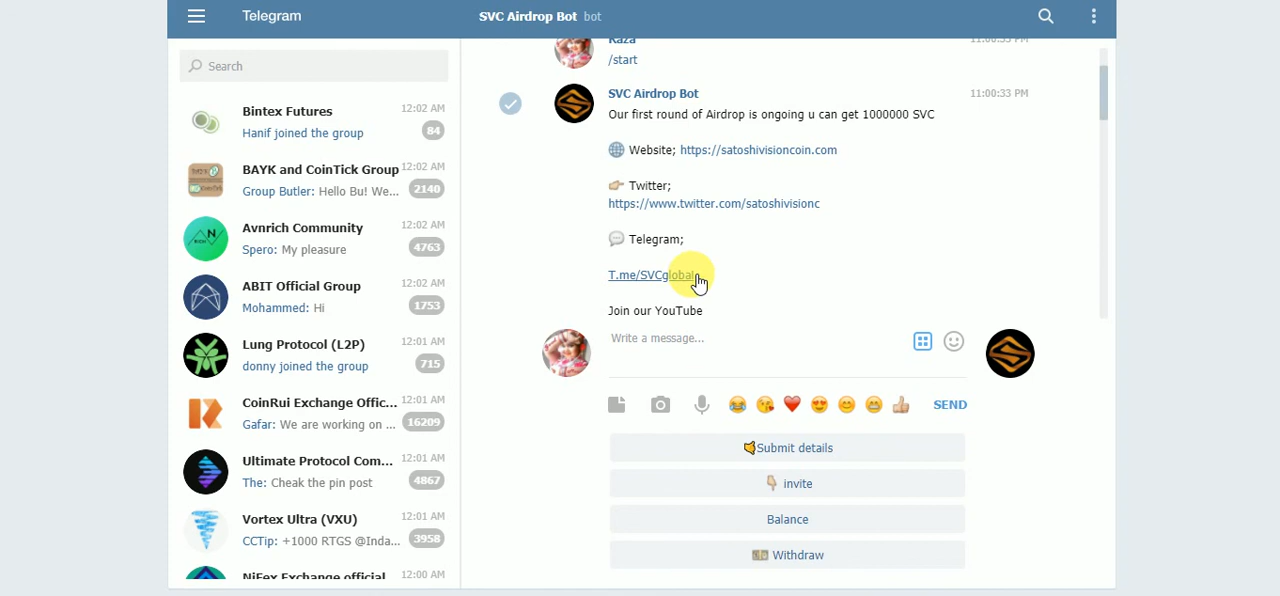 Telegram
SVC Airdrop Bot bot
Search
Bintex Futures 12:02 AM
Hanif joined the group 84
BAYK and CoinTick Group 12:02 AM
Group Butler: Hello Bu! We... 2140
Avnrich Community 12:02 AM
Spero: My pleasure 4763
ABIT Official Group 12:02 AM
Mohammed: Hi 1753
Lung Protocol (L2P) 12:01 AM
donny joined the group 715
CoinRui Exchange Offic... 12:01 AM
Gafar: We are working on ... 16209
Ultimate Protocol Com... 12:01 AM
The: Cheak the pin post 4867
Vortex Ultra (VXU) 12:01 AM
CCTip: +1000 RTGS @Inda... 3958
NiFex Exchange official 12:00 AM
Raza 11:00:33 PM
/start
SVC Airdrop Bot 11:00:33 PM
Our first round of Airdrop is ongoing u can get 1000000 SVC
Website; https://satoshivisioncoin.com
Twitter;
https://www.twitter.com/satoshivisionc
Telegram;
T.me/SVCglobal
Join our YouTube
Write a message...
SEND
Submit details
invite
Balance
Withdraw